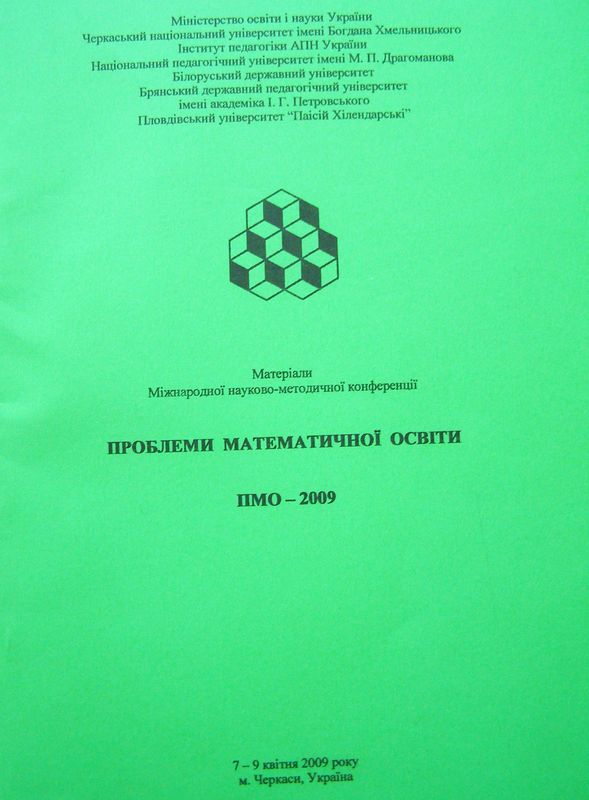 Міністерство освіти і науки України
Черкаський національний університет імені Богдана Хмельницького
Інститут педагогіки АПН України
Національний педагогічний університет імені М. П. Драгоманова
Білоруський державний університет
Брянський державний педагогічний університет
імені академіка І. Г. Петровського
Пловдівський університет “Паісій Хілендарські”
Матеріали
Міжнародної науково-методичної конференції
ПРОБЛЕМИ МАТЕМАТИЧНОЇ ОСВІТИ
ПМО – 2009
7 – 9 квітня 2009 року
м. Черкаси, Україна